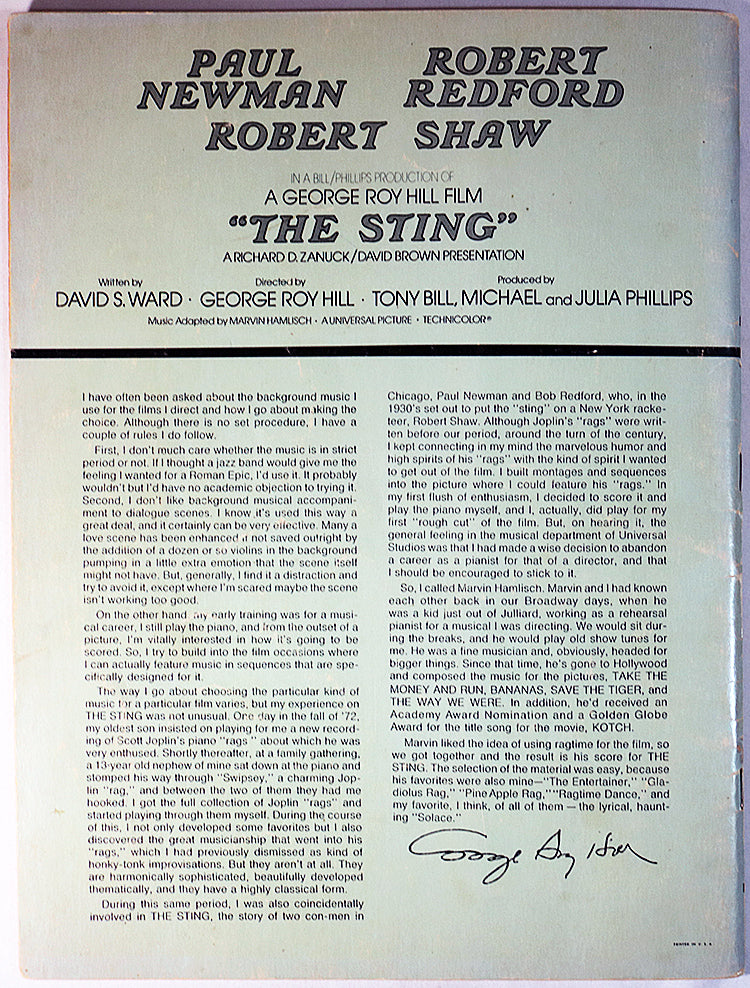 PAUL NEWMAN
ROBERT REDFORD
ROBERT SHAW
IN A BILL/PHILLIPS PRODUCTION OF
A GEORGE ROY HILL FILM
"THE STING"
A RICHARD D. ZANUCK/DAVID BROWN PRESENTATION
Written by
DAVID S. WARD ·
Directed by
GEORGE ROY HILL ·
Produced by
TONY BILL, MICHAEL and JULIA PHILLIPS
Music Adapted by MARVIN HAMLISCH · A UNIVERSAL PICTURE · TECHNICOLOR®
I have often been asked about the background music I
use for the films I direct and how I go about making the
choice. Although there is no set procedure, I have a
couple of rules I do follow.
First, I don't much care whether the music is in strict
period or not. If I thought a jazz band would give me the
feeling I wanted for a Roman Epic, I'd use it. It probably
wouldn't but I'd have no academic objection to trying it.
Second, I don't like background musical accompani-
ment to dialogue scenes. I know it's used this way a
great deal, and it certainly can be very effective. Many a
love scene has been enhanced if not saved outright by
the addition of a dozen or so violins in the background
pumping in a little extra emotion that the scene itself
might not have. But, generally, I find it a distraction and
try to avoid it, except where I'm scared maybe the scene
isn't working too good.
On the other hand my early training was for a musi-
cal career, I still play the piano, and from the outset of a
picture, I'm vitally interested in how it's going to be
scored. So, I try to build into the film occasions where
I can actually feature music in sequences that are spe-
cifically designed for it.
The way I go about choosing the particular kind of
music for a particular film varies, but my experience on
THE STING was not unusual. One day in the fall of '72,
my oldest son insisted on playing for me a new record-
ing of Scott Joplin's piano "rags" about which he was
very enthused. Shortly thereafter, at a family gathering,
a 13-year old nephew of mine sat down at the piano and
stomped his way through "Swipsey," a charming Jop-
lin "rag," and between the two of them they had me
hooked. I got the full collection of Joplin "rags" and
started playing through them myself. During the course
of this, I not only developed some favorites but I also
discovered the great musicianship that went into his
"rags," which I had previously dismissed as kind of
honky-tonk improvisations. But they aren't at all. They
are harmonically sophisticated, beautifully developed
thematically, and they have a highly classical form.
During this same period, I was also coincidentally
involved in THE STING, the story of two con-men in
Chicago, Paul Newman and Bob Redford, who, in the
1930's set out to put the "sting" on a New York racke-
teer, Robert Shaw. Although Joplin's "rags" were writ-
ten before our period, around the turn of the century,
I kept connecting in my mind the marvelous humor and
high spirits of his "rags" with the kind of spirit I wanted
to get out of the film. I built montages and sequences
into the picture where I could feature his "rags." In
my first flush of enthusiasm, I decided to score it and
play the piano myself, and I, actually, did play for my
first "rough cut" of the film. But, on hearing it, the
general feeling in the musical department of Universal
Studios was that I had made a wise decision to abandon
a career as a pianist for that of a director, and that
I should be encouraged to stick to it.
So, I called Marvin Hamlisch. Marvin and I had known
each other back in our Broadway days, when he
was a kid just out of Julliard, working as a rehearsal
pianist for a musical I was directing. We would sit dur-
ing the breaks, and he would play old show tunes for
me. He was a fine musician and, obviously, headed for
bigger things. Since that time, he's gone to Hollywood
and composed the music for the pictures, TAKE THE
MONEY AND RUN, BANANAS, SAVE THE TIGER, and
THE WAY WE WERE. In addition, he'd received an
Academy Award Nomination and a Golden Globe
Award for the title song for the movie, KOTCH.
Marvin liked the idea of using ragtime for the film, so
we got together and the result is his score for THE
STING. The selection of the material was easy, because
his favorites were also mine—"The Entertainer," "Gla-
diolus Rag," "Pine Apple Rag," "Ragtime Dance," and
my favorite, I think, of all of them — the lyrical, haunt-
ing "Solace."
George Roy Hill
PRINTED IN U.S.A.